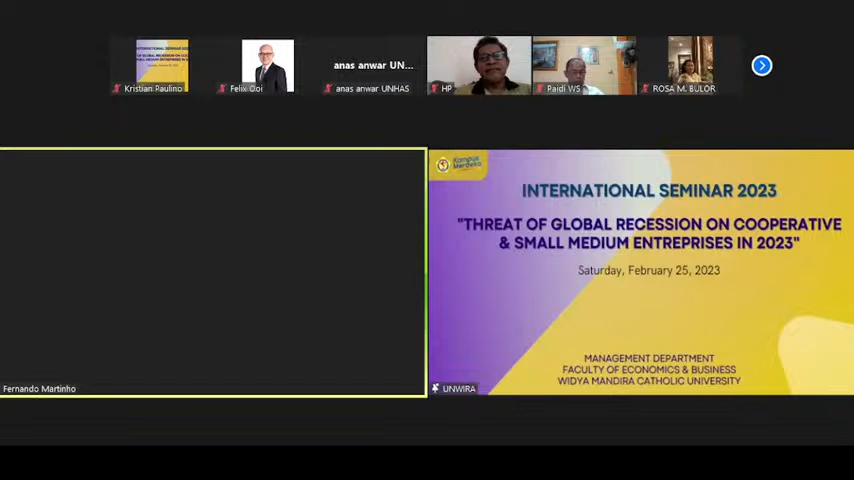 anas anwar UN...
Kristian Paulino
Felix Ooi
anas anwar UNHAS
HP
Paidi WS
ROSA M. BULOR
Kampus
Merdeka
INTERNATIONAL SEMINAR 2023
"THREAT OF GLOBAL RECESSION ON COOPERATIVE
& SMALL MEDIUM ENTREPRISES IN 2023"
Saturday, February 25, 2023
MANAGEMENT DEPARTMENT
FACULTY OF ECONOMICS & BUSINESS
WIDYA MANDIRA CATHOLIC UNIVERSITY
Fernando Martinho
UNWIRA